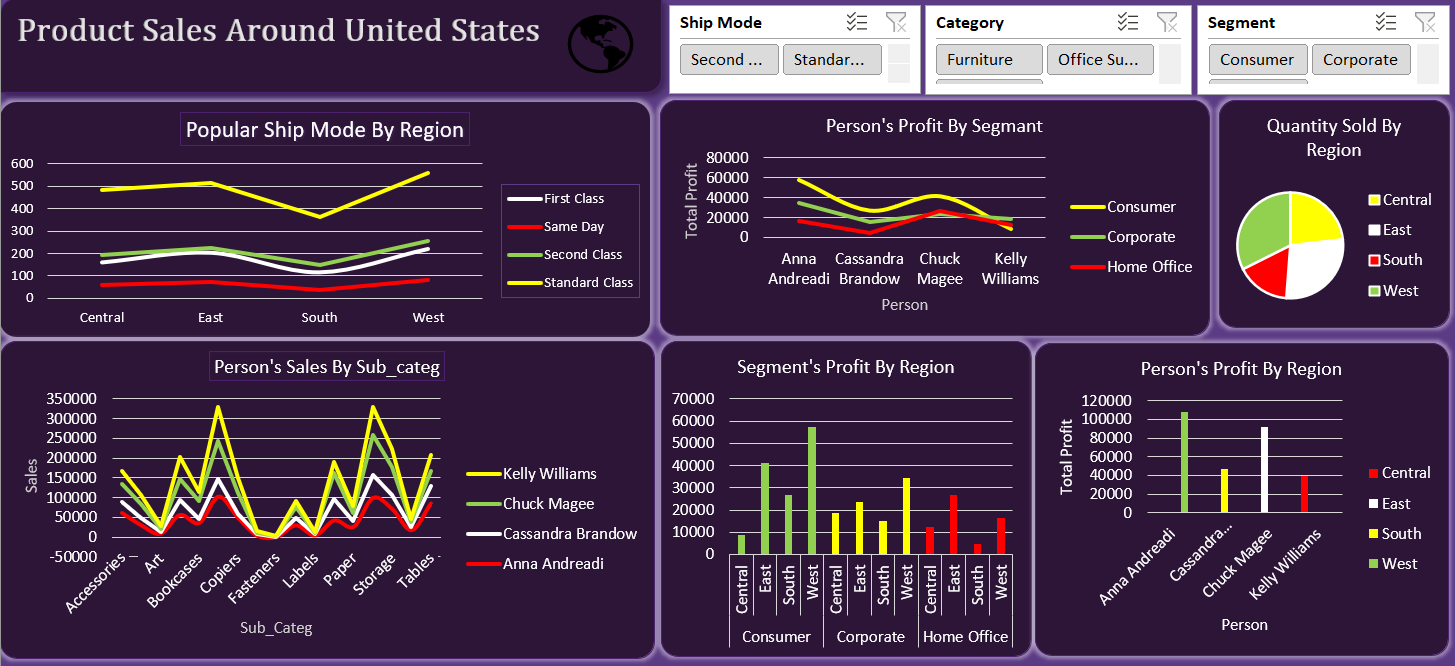 Product Sales Around United States
Ship Mode
Second ...
Standar...
Category
Furniture
Office Su...
Segment
Consumer
Corporate
Popular Ship Mode By Region
600
500
400
300
200
100
0
Central
East
South
West
First Class
Same Day
Second Class
Standard Class
Person's Profit By Segmant
Total Profit
80000
60000
40000
20000
0
Anna Andreadi
Cassandra Brandow
Chuck Magee
Kelly Williams
Person
Consumer
Corporate
Home Office
Quantity Sold By
Region
Central
East
South
West
Person's Sales By Sub_categ
Sales
350000
300000
250000
200000
150000
100000
50000
0
-50000
Accessories
Art
Bookcases
Copiers
Fasteners
Labels
Paper
Storage
Tables
Sub_Categ
Kelly Williams
Chuck Magee
Cassandra Brandow
Anna Andreadi
Segment's Profit By Region
70000
60000
50000
40000
30000
20000
10000
0
Central
East
South
West
Central
East
South
West
Central
East
South
West
Consumer
Corporate
Home Office
Person's Profit By Region
Total Profit
120000
100000
80000
60000
40000
20000
0
Anna Andreadi
Cassandra...
Chuck Magee
Kelly Williams
Person
Central
East
South
West